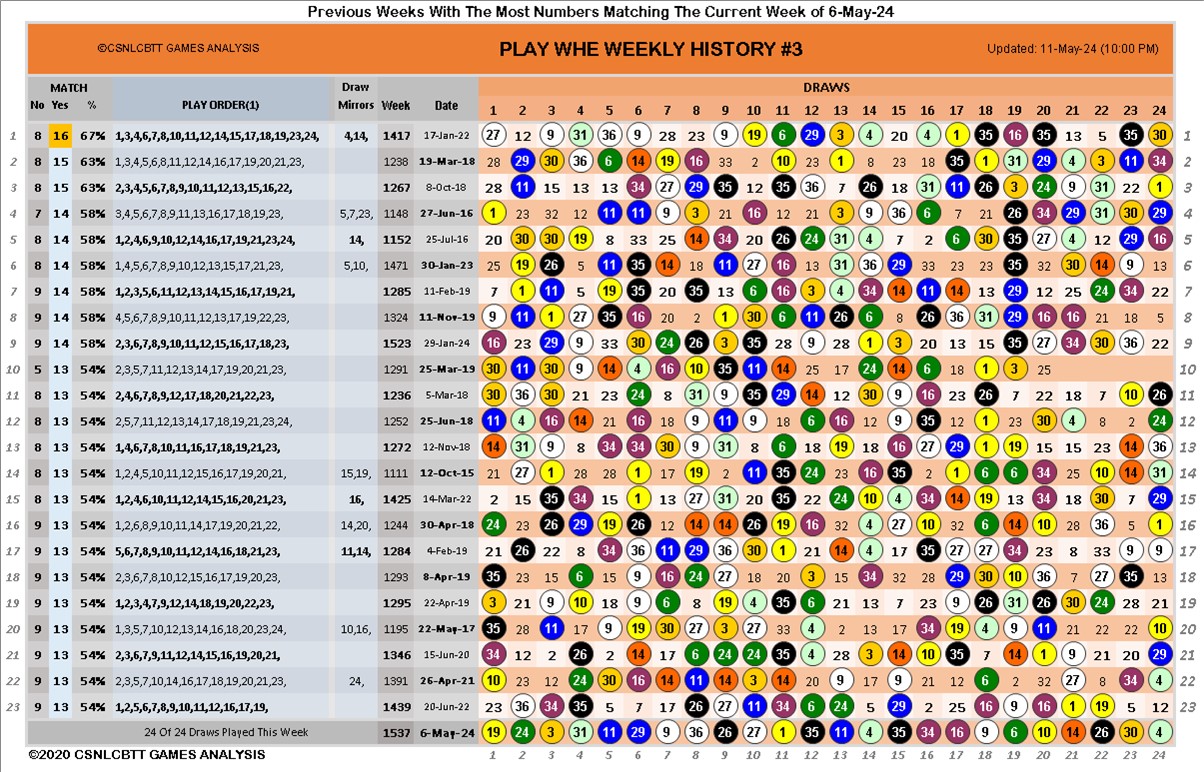 Previous Weeks With The Most Numbers Matching The Current Week of 6-May-24
©CSNLCBTT GAMES ANALYSIS PLAY WHE WEEKLY HISTORY #3 Updated: 11-May-24 (10:00 PM)
MATCH Draw DRAWS
No Yes % PLAY ORDER(1) Mirrors Week Date 1 2 3 4 5 6 7 8 9 10 11 12 13 14 15 16 17 18 19 20 21 22 23 24
1 8 16 67% 1,3,4,6,7,8,10,11,12,14,15,17,18,19,23,24, 4,14, 1417 17-Jan-22 27 12 9 31 36 9 28 23 9 19 6 29 3 4 20 4 1 35 16 35 13 5 35 30 1
2 8 15 63% 1,3,4,5,6,8,11,12,14,16,17,19,20,21,23, 1238 19-Mar-18 28 29 30 36 6 14 19 16 33 2 10 23 1 8 23 18 35 1 31 29 4 3 11 34 2
3 8 15 63% 2,3,4,5,6,7,8,9,10,11,12,13,15,16,22, 1267 8-Oct-18 28 11 15 13 13 34 27 29 35 12 35 36 7 26 18 31 11 26 3 24 9 31 22 1 3
4 7 14 58% 3,4,5,6,7,8,9,11,13,16,17,18,19,23, 5,7,23, 1148 27-Jun-16 1 23 32 12 11 11 9 3 21 16 12 21 3 9 36 6 7 21 26 34 29 31 30 29 4
5 8 14 58% 1,2,4,6,9,10,12,14,16,17,19,21,23,24, 14, 1152 25-Jul-16 20 30 30 19 8 33 25 14 34 20 26 24 31 4 7 2 6 30 35 27 4 12 29 16 5
6 8 14 58% 1,4,5,6,7,8,9,10,12,13,15,17,21,23 5,10, 1471 30-Jan-23 25 19 26 5 11 35 14 18 11 27 16 13 31 36 29 33 23 23 35 32 30 14 9 13 6
7 9 14 58% 1,2,3,5,6,11,12,13,14,15,16,17,19,21, 1285 11-Feb-19 7 1 11 5 19 35 20 35 13 6 16 3 4 34 14 11 14 13 29 12 25 24 34 22 7
8 9 14 58% 4,5,6,7,8,9,10,11,12,13,17,19,22,23, 1324 11-Nov-19 9 11 1 27 35 16 20 2 1 30 6 11 26 6 8 26 36 31 29 16 16 21 18 5 8
9 9 14 58% 2,3,6,7,8,9,10,11,12,15,16,17,18,23, 1523 29-Jan-24 16 23 29 9 33 30 24 26 9 35 28 9 28 1 3 20 13 15 35 27 34 30 36 22 9
10 5 13 54% 2,3,5,7,11,12,13,14,17,19,20,21,23, 1291 25-Mar-19 30 11 30 9 14 4 16 10 35 11 14 25 17 24 14 6 18 1 3 25 10
11 8 13 54% 2,4,6,7,8,9,12,17,18,20,21,22,23, 1236 5-Mar-18 30 36 30 21 23 24 8 31 9 35 29 14 12 30 9 16 23 26 7 22 18 7 10 26 11
12 8 13 54% 2,5,7,11,12,13,14,17,18,19,21,23,24, 1252 25-Jun-18 11 4 16 14 21 16 18 9 11 9 18 6 16 12 9 35 18 1 23 30 4 8 2 24 12
13 8 13 54% 1,4,6,7,8,10,11,16,17,18,19,23, 1272 12-Nov-18 14 31 9 8 34 34 30 9 31 8 6 18 19 18 16 27 29 1 19 15 15 23 14 36 13
14 8 13 54% 1,2,4,5,10,11,12,15,16,17,19,20,21 15,19, 1111 12-Oct-15 21 27 1 28 28 1 17 19 2 11 35 24 23 16 35 17 1 6 6 34 25 10 14 31 14
15 8 13 54% 1,2,4,6,10,11,12,14,15,16,20,21,23, 16, 1425 14-Mar-22 2 15 35 34 15 1 13 27 31 20 35 22 24 10 4 34 14 19 13 34 18 30 7 29 15
16 9 13 54% 1,2,6,8,9,10,11,14,17,19,20,21,22, 14,20, 1244 30-Apr-18 24 23 26 29 19 26 12 14 14 26 19 16 32 4 27 10 32 6 14 10 28 36 5 1 16
17 9 13 54% 5,6,7,8,9,10,11,12,14,16,18,21,23, 11,14, 1284 4-Feb-19 21 26 22 8 34 36 11 29 36 30 1 21 14 4 17 35 27 27 34 23 8 33 9 9 17
18 9 13 54% 2,3,6,7,8,10,12,15,16,17,19,20,23, 1293 8-Apr-19 35 23 4 6 15 9 16 24 27 18 20 3 15 34 18 32 29 30 10 36 7 27 35 13 18
19 9 13 54% 1,2,3,4,7,9,12,14,18,19,20,22,23, 1295 22-Apr-19 3 21 9 10 18 9 6 8 19 4 35 6 21 13 7 23 9 26 31 26 30 24 28 21 19
20 9 13 54% 1,3,5,7,10,12,13,14,16,18,20,23,24 10,16, 1195 22-May-17 35 28 11 17 9 19 30 27 3 27 33 4 2 13 17 34 19 4 9 11 21 22 22 10 20
21 9 13 54% 2,3,6,7,9,11,12,14,15,16,19,20,21, 1346 15-Jun-20 34 12 2 26 2 14 17 6 24 24 35 4 28 3 14 10 35 7 14 1 9 21 20 29 21
22 9 13 54% 2,3,5,7,10,14,16,17,19,20,21,23, 24, 1391 26-Apr-21 10 23 12 24 30 16 14 11 14 3 14 20 9 17 9 21 12 6 2 32 27 8 34 4 22
23 9 13 54% 1,2,5,6,7,8,9,10,11,12,16,17,19, 1439 20-Jun-22 23 36 34 35 5 7 17 26 27 11 34 6 24 5 29 2 25 16 9 16 1 19 5 12 23
24 Of 24 Draws Played This Week 1537 6-May-24 19 24 3 31 11 29 9 36 26 27 1 35 11 4 35 34 16 9 6 10 14 26 30 4
©2020 CSNLCBTT GAMES ANALYSIS 1 2 3 4 5 6 7 8 9 10 11 12 13 14 15 16 17 18 19 20 21 22 23 24